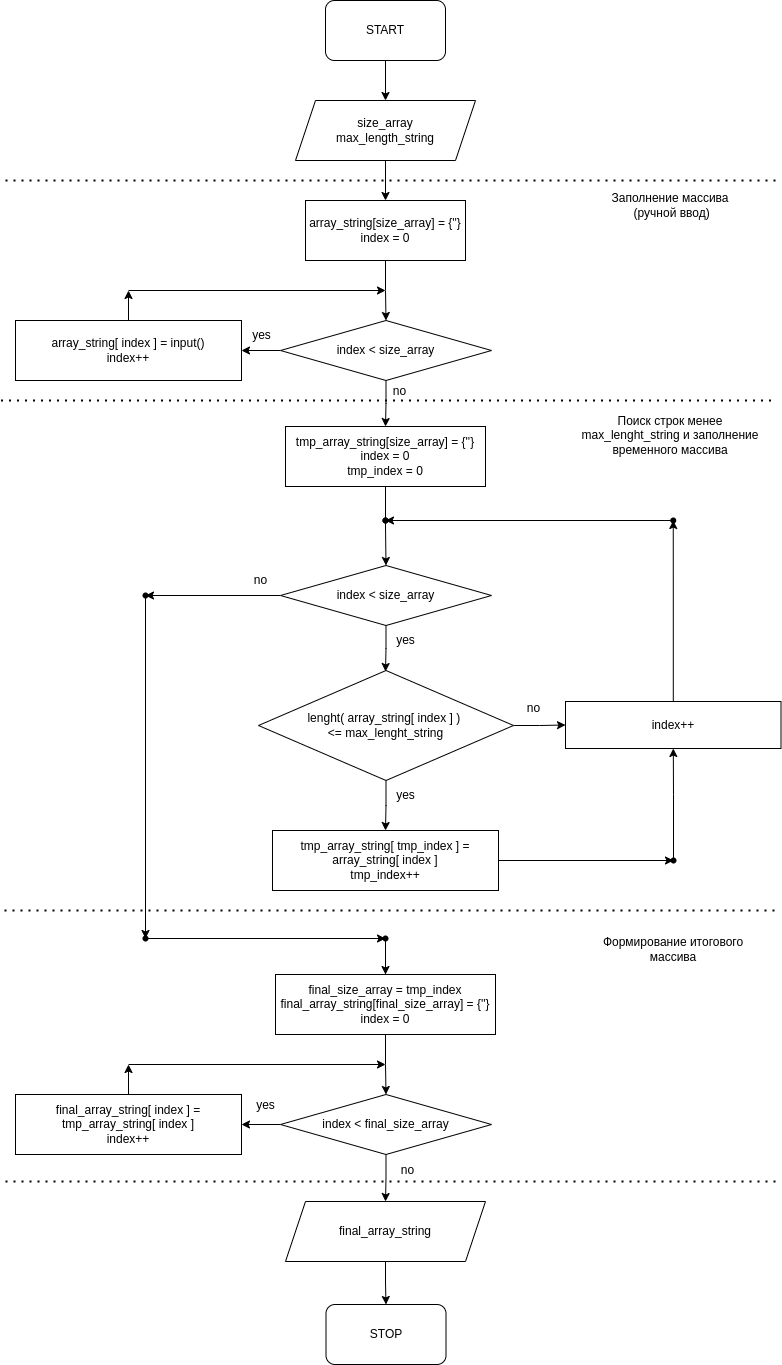 START
size_array
max_length_string
Заполнение массива
(ручной ввод)
array_string[size_array] = {"}
index = 0
array_string[ index ] = input()
index++
yes
index < size_array
no
Поиск строк менее
max_lenght_string и заполнение
временного массива
tmp_array_string[size_array] = {"}
index = 0
tmp_index = 0
no
index < size_array
yes
lenght( array_string[ index ] )
<= max_lenght_string
no
index++
yes
tmp_array_string[ tmp_index ] =
array_string[ index ]
tmp_index++
Формирование итогового
массива
final_size_array = tmp_index
final_array_string[final_size_array] = {"}
index = 0
final_array_string[ index ] =
tmp_array_string[ index ]
index++
yes
index < final_size_array
no
final_array_string
STOP